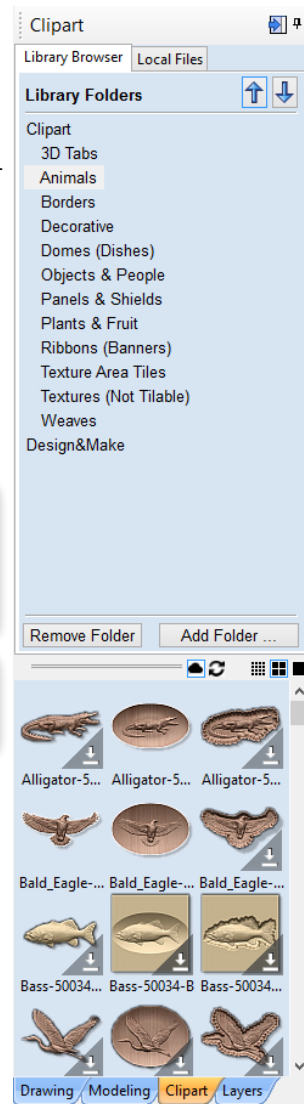 Clipart
Library Browser Local Files
Library Folders
Clipart
3D Tabs
Animals
Borders
Decorative
Domes (Dishes)
Objects & People
Panels & Shields
Plants & Fruit
Ribbons (Banners)
Texture Area Tiles
Textures (Not Tilable)
Weaves
Design&Make
Remove Folder Add Folder ...
Alligator-5... Alligator-5... Alligator-5...
Bald_Eagle-... Bald_Eagle-... Bald_Eagle-...
Bass-50034... Bass-50034-B Bass-50034...
Drawing Modeling Clipart Layers